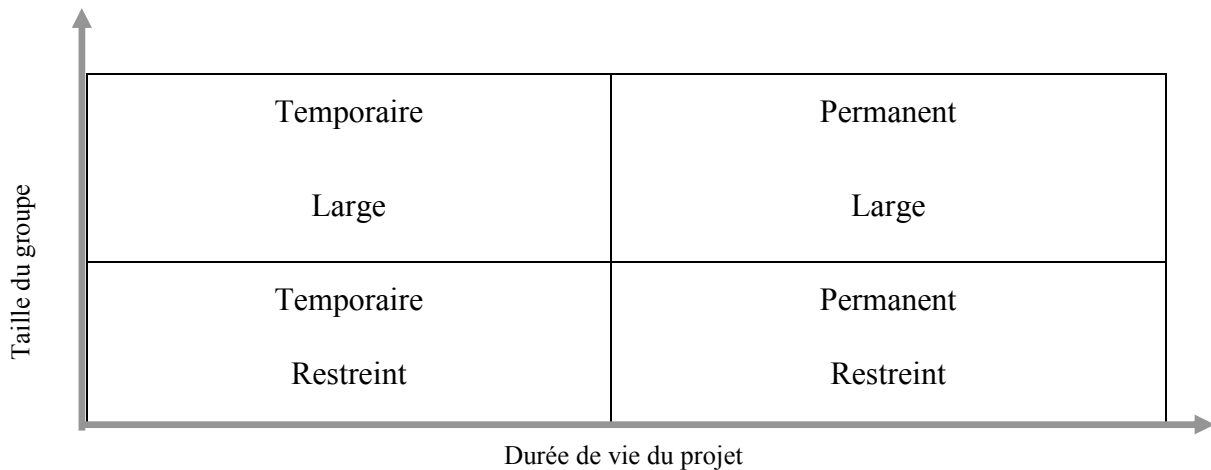 Temporaire
Permanent
Large
Large
Taille du groupe
Temporaire
Permanent
Restreint
Restreint
Durée de vie du projet